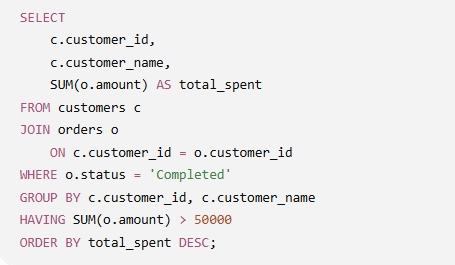 SELECT
    c.customer_id,
    c.customer_name,
    SUM(o.amount) AS total_spent
FROM customers c
JOIN orders o
    ON c.customer_id = o.customer_id
WHERE o.status = 'Completed'
GROUP BY c.customer_id, c.customer_name
HAVING SUM(o.amount) > 50000
ORDER BY total_spent DESC;